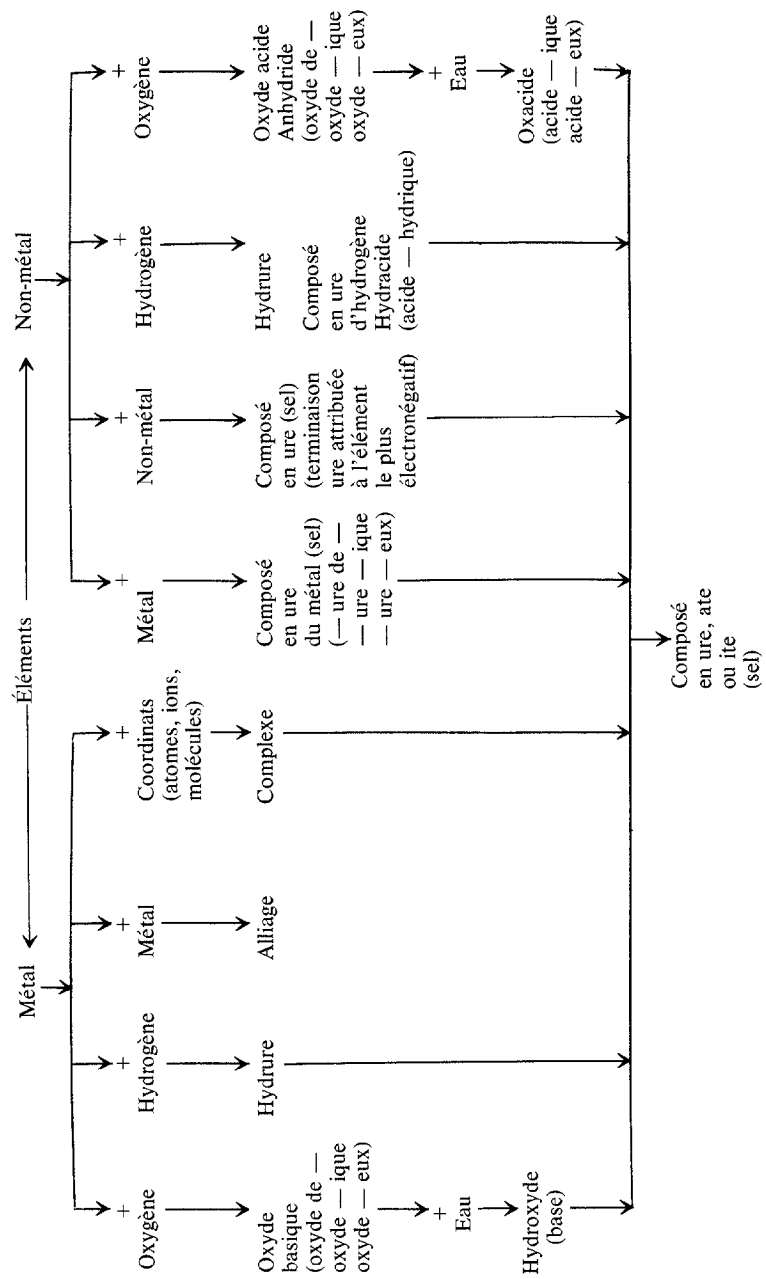 Éléments
Métal
Non-métal
+
Oxygène
Oxyde
basique
(oxyde de —
oxyde — ique
oxyde — eux)
+
Eau
Hydroxyde
(base)
+
Hydrogène
Hydrure
+
Métal
Alliage
+
Coordinats
(atomes, ions,
molécules)
Complexe
+
Métal
Composé
en ure
du métal (sel)
(— ure de —
— ure — ique
— ure — eux)
+
Non-métal
Composé
en ure (sel)
(terminaison
ure attribuée
à l'élément
le plus
électronégatif)
+
Hydrogène
Hydrure
Composé
en ure
d'hydrogène
Hydracide
(acide — hydrique)
+
Oxygène
Oxyde acide
Anhydride
(oxyde de —
oxyde — ique
oxyde — eux)
+
Eau
Oxacide
(acide — ique
acide — eux)
Composé
en ure, ate
ou ite
(sel)